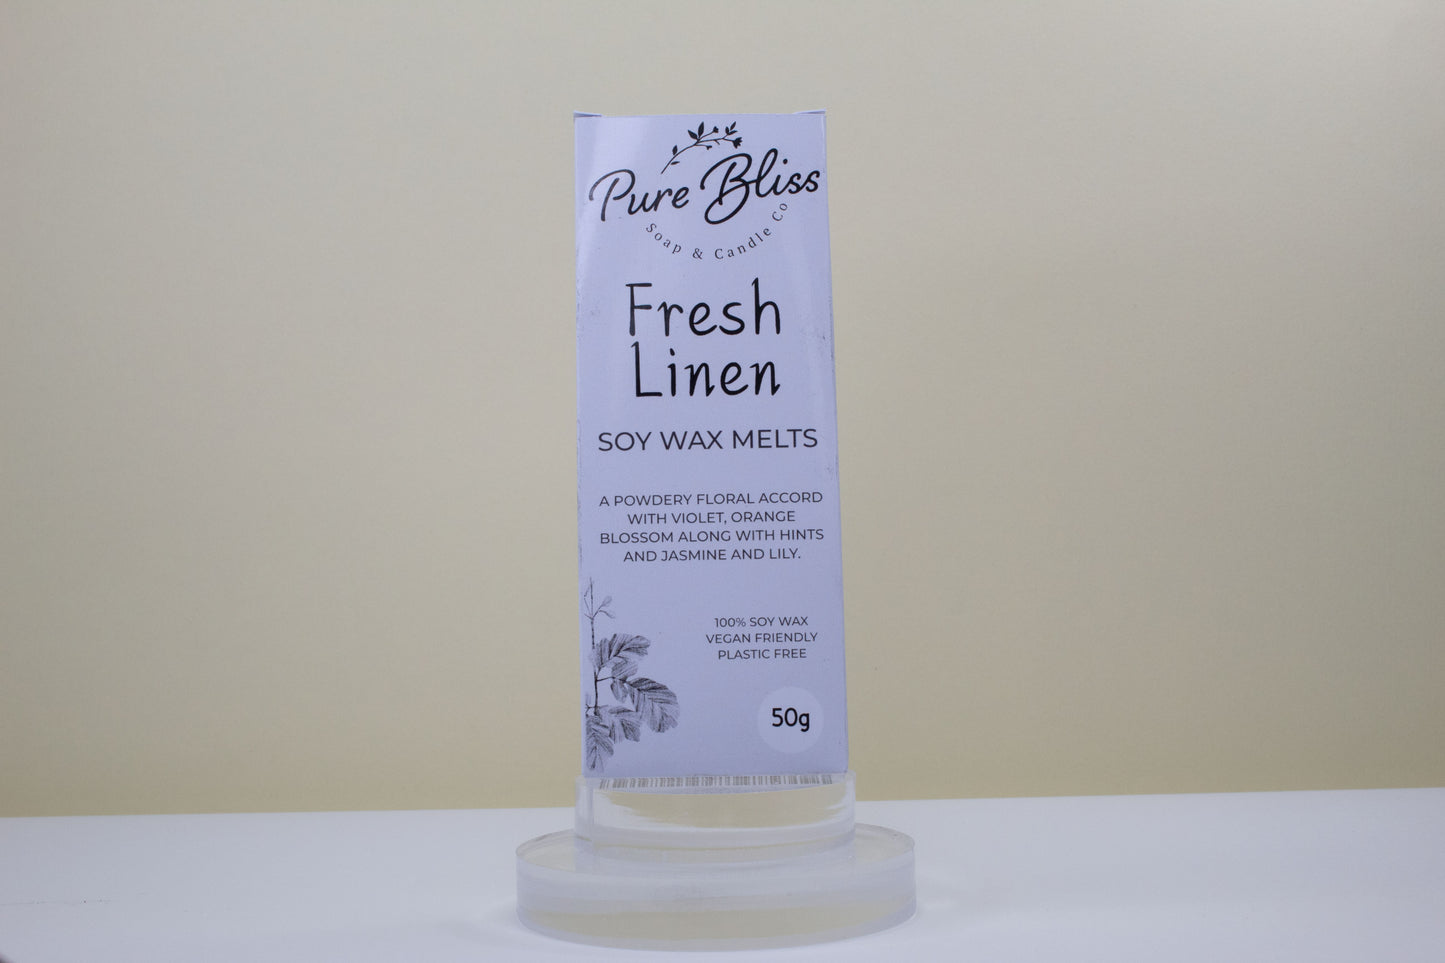 Pure Bliss
Soap & Candle Co
Fresh
Linen
SOY WAX MELTS
A POWDERY FLORAL ACCORD
WITH VIOLET, ORANGE
BLOSSOM ALONG WITH HINTS
AND JASMINE AND LILY.
100% SOY WAX
VEGAN FRIENDLY
PLASTIC FREE
50g